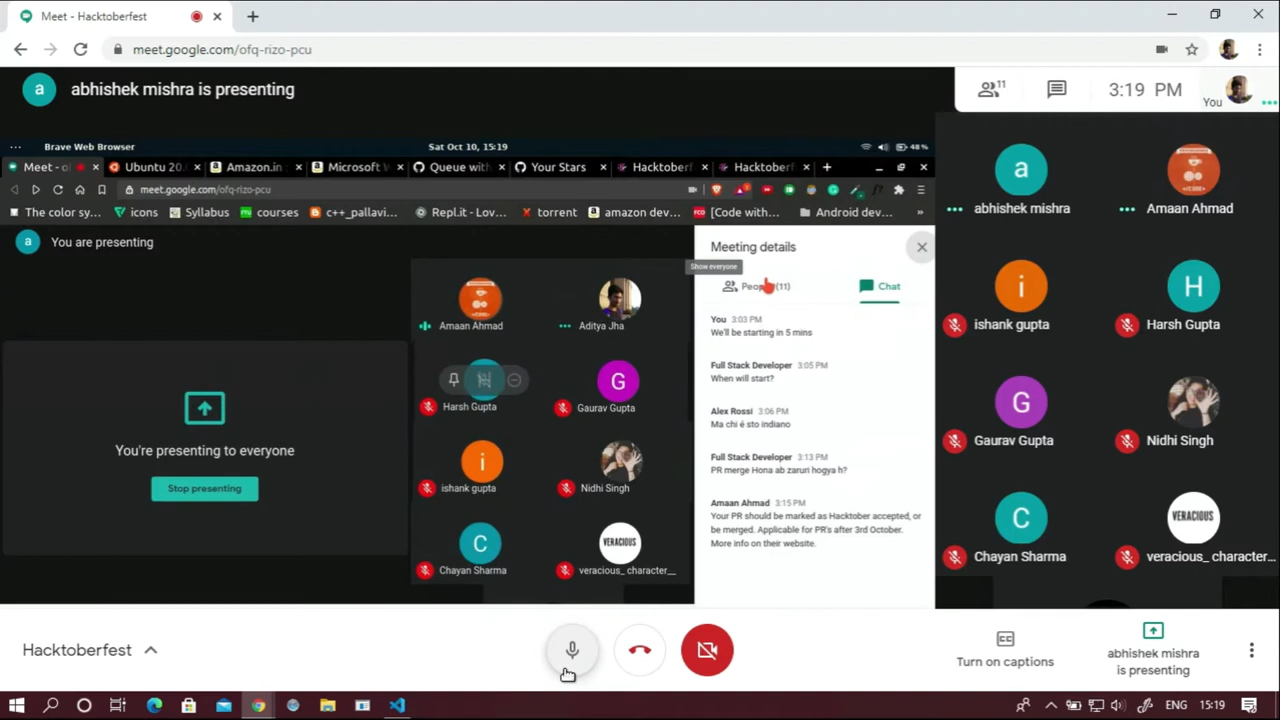 Meet - Hacktoberfest
meet.google.com/ofq-rizo-pcu
a
abhishek mishra is presenting
11
3:19 PM
You
Brave Web Browser
Sat Oct 10, 15:19
48 %
Meet - o
Ubuntu 20.
Amazon.in
Microsoft W
Queue with
Your Stars
Hacktoberf
Hacktoberf
meet.google.com/ofq-rizo-pcu
The color sy...
icons
Syllabus
courses
c++_pallavi...
Repl.it - Lov...
torrent
amazon dev...
[Code with...
Android dev...
»
a
You are presenting
You're presenting to everyone
Stop presenting
Amaan Ahmad
Aditya Jha
Harsh Gupta
G
Gaurav Gupta
i
ishank gupta
Nidhi Singh
C
Chayan Sharma
VERACIOUS
veracious_ character__
Meeting details
Show everyone
(11)
Chat
You 3:03 PM
We'll be starting in 5 mins
Full Stack Developer 3:05 PM
When will start?
Alex Rossi 3:06 PM
Ma chi é sto indiano
Full Stack Developer 3:13 PM
PR merge Hona ab zaruri hogya h?
Amaan Ahmad 3:15 PM
Your PR should be marked as Hacktober accepted, or
be merged. Applicable for PR's after 3rd October.
More info on their website.
a
abhishek mishra
Amaan Ahmad
i
ishank gupta
H
Harsh Gupta
G
Gaurav Gupta
Nidhi Singh
C
Chayan Sharma
VERACIOUS
veracious_ character...
Hacktoberfest
Turn on captions
abhishek mishra
is presenting
ENG
15:19